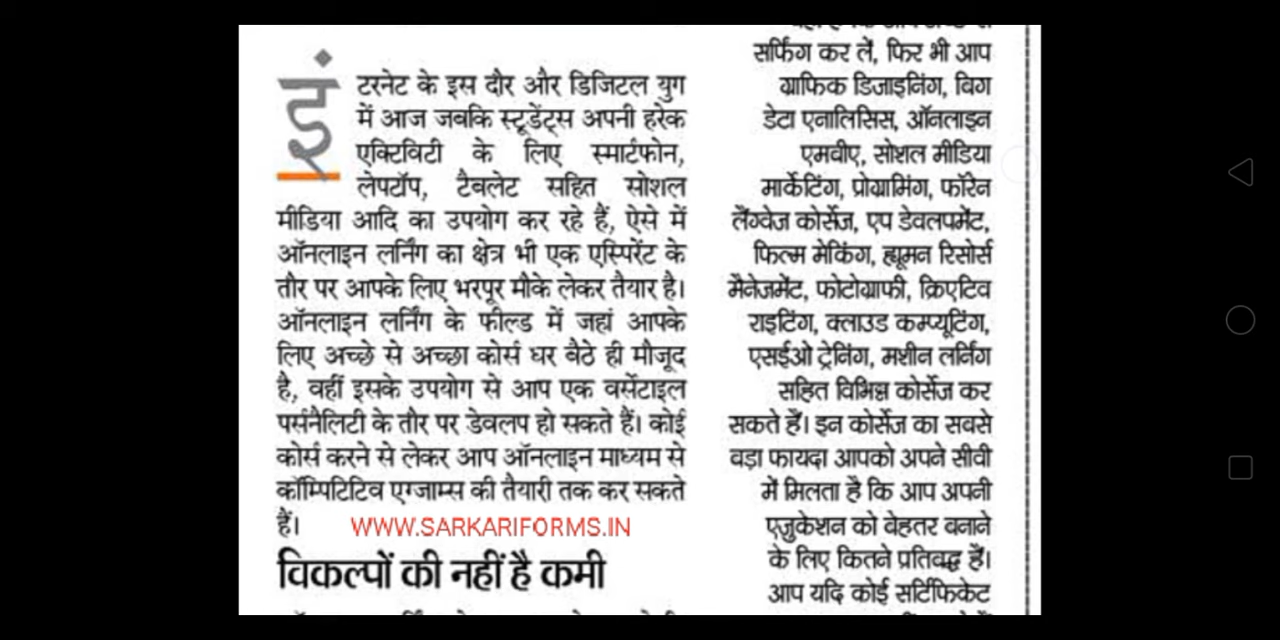 इंटरनेट के इस दौर और डिजिटल युग
में आज जबकि स्टूडेंट्स अपनी हरेक
एक्टिविटी के लिए स्मार्टफोन,
लेपटॉप, टैबलेट सहित सोशल
मीडिया आदि का उपयोग कर रहे हैं, ऐसे में
ऑनलाइन लर्निंग का क्षेत्र भी एक एस्पिरेंट के
तौर पर आपके लिए भरपूर मौके लेकर तैयार है।
ऑनलाइन लर्निंग के फील्ड में जहां आपके
लिए अच्छे से अच्छा कोर्स घर बैठे ही मौजूद
है, वहीं इसके उपयोग से आप एक वर्सेटाइल
पर्सनैलिटी के तौर पर डेवलप हो सकते हैं। कोई
कोर्स करने से लेकर आप ऑनलाइन माध्यम से
कॉम्पिटिटिव एग्जाम्स की तैयारी तक कर सकते
हैं।
WWW.SARKARIFORMS.IN
विकल्पों की नहीं है कमी
सर्फिंग कर लें, फिर भी आप
ग्राफिक डिजाइनिंग, बिग
डेटा एनालिसिस, ऑनलाइन
एमबीए, सोशल मीडिया
मार्केटिंग, प्रोग्रामिंग, फॉरेन
लैंग्वेज कोर्सेज, एप डेवलपमेंट,
फिल्म मेकिंग, ह्यूमन रिसोर्स
मैनेजमेंट, फोटोग्राफी, क्रिएटिव
राइटिंग, क्लाउड कम्प्यूटिंग,
एसईओ ट्रेनिंग, मशीन लर्निंग
सहित विभिन्न कोर्सेज कर
सकते हैं। इन कोर्सेज का सबसे
बड़ा फायदा आपको अपने सीवी
में मिलता है कि आप अपनी
एजुकेशन को बेहतर बनाने
के लिए कितने प्रतिबद्ध हैं।
आप यदि कोई सर्टिफिकेट